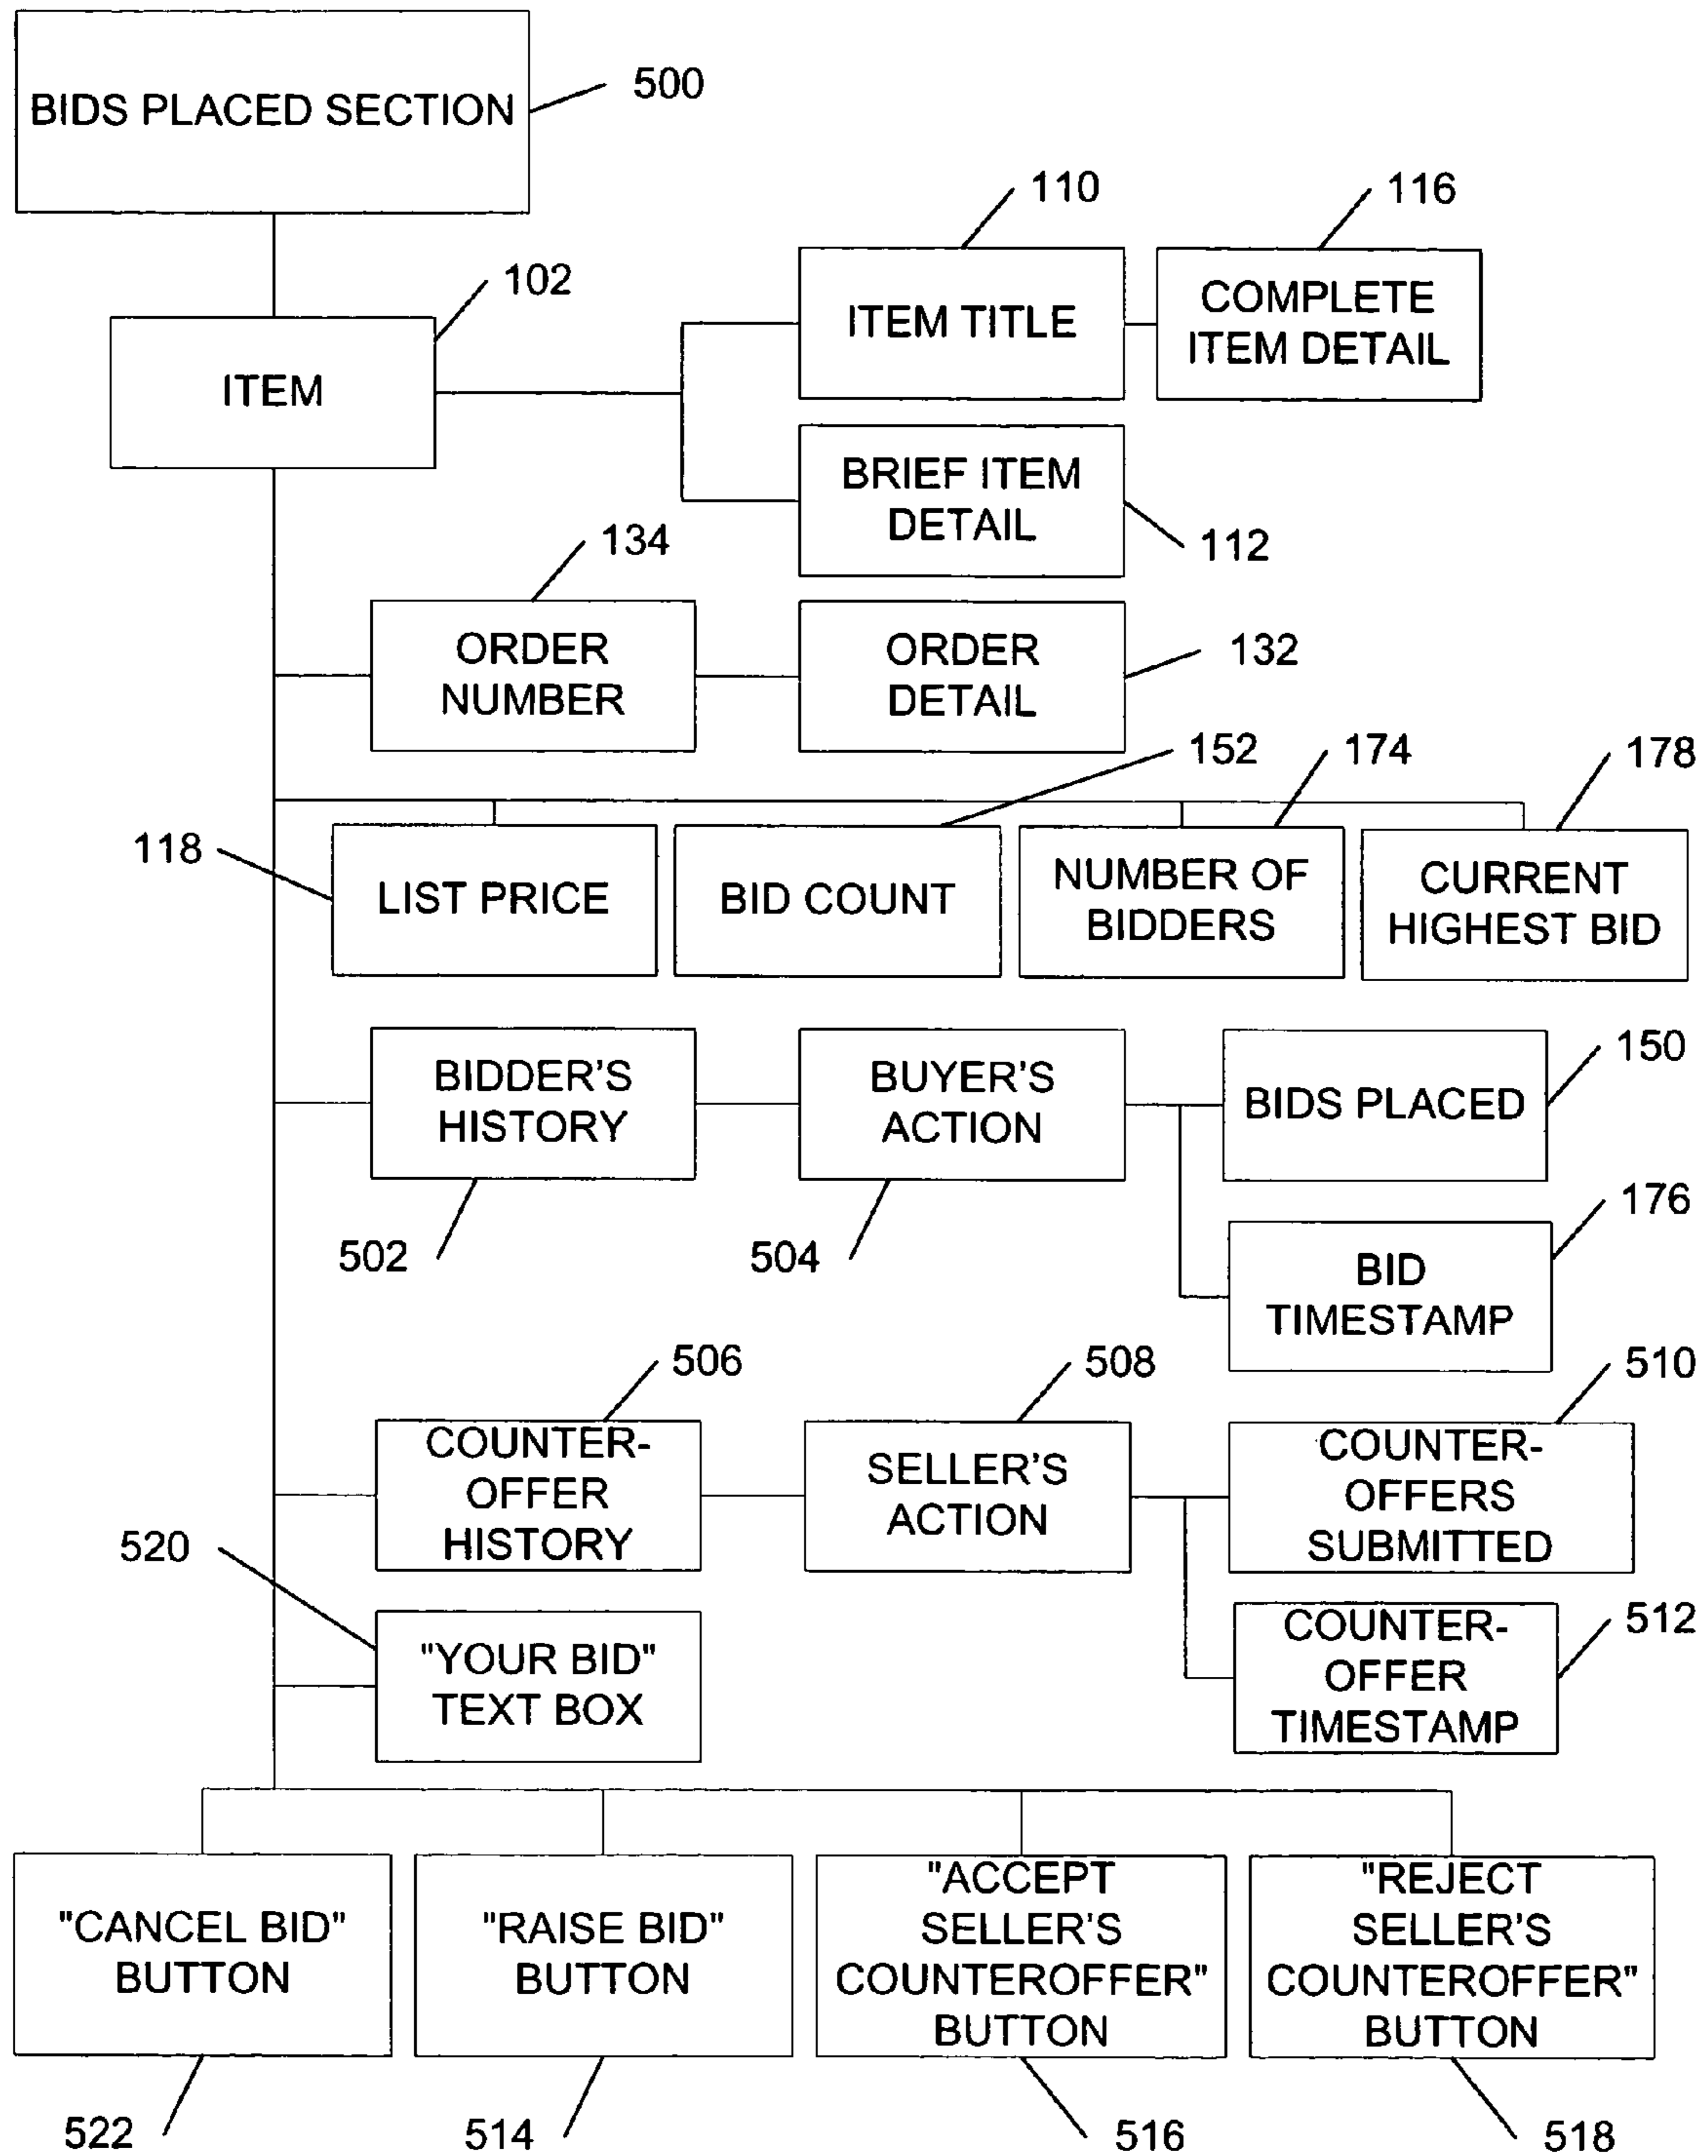 BIDS PLACED SECTION
500
110
116
102
ITEM TITLE
COMPLETE
ITEM DETAIL
ITEM
BRIEF ITEM
DETAIL
112
134
ORDER
NUMBER
ORDER
DETAIL
132
152
174
178
118
LIST PRICE
BID COUNT
NUMBER OF
BIDDERS
CURRENT
HIGHEST BID
BIDDER'S
HISTORY
BUYER'S
ACTION
BIDS PLACED
150
502
504
176
BID
TIMESTAMP
506
508
510
COUNTER-
OFFER
HISTORY
SELLER'S
ACTION
COUNTER-
OFFERS
SUBMITTED
520
"YOUR BID"
TEXT BOX
COUNTER-
OFFER
TIMESTAMP
512
"CANCEL BID"
BUTTON
"RAISE BID"
BUTTON
"ACCEPT
SELLER'S
COUNTEROFFER"
BUTTON
"REJECT
SELLER'S
COUNTEROFFER"
BUTTON
522
514
516
518